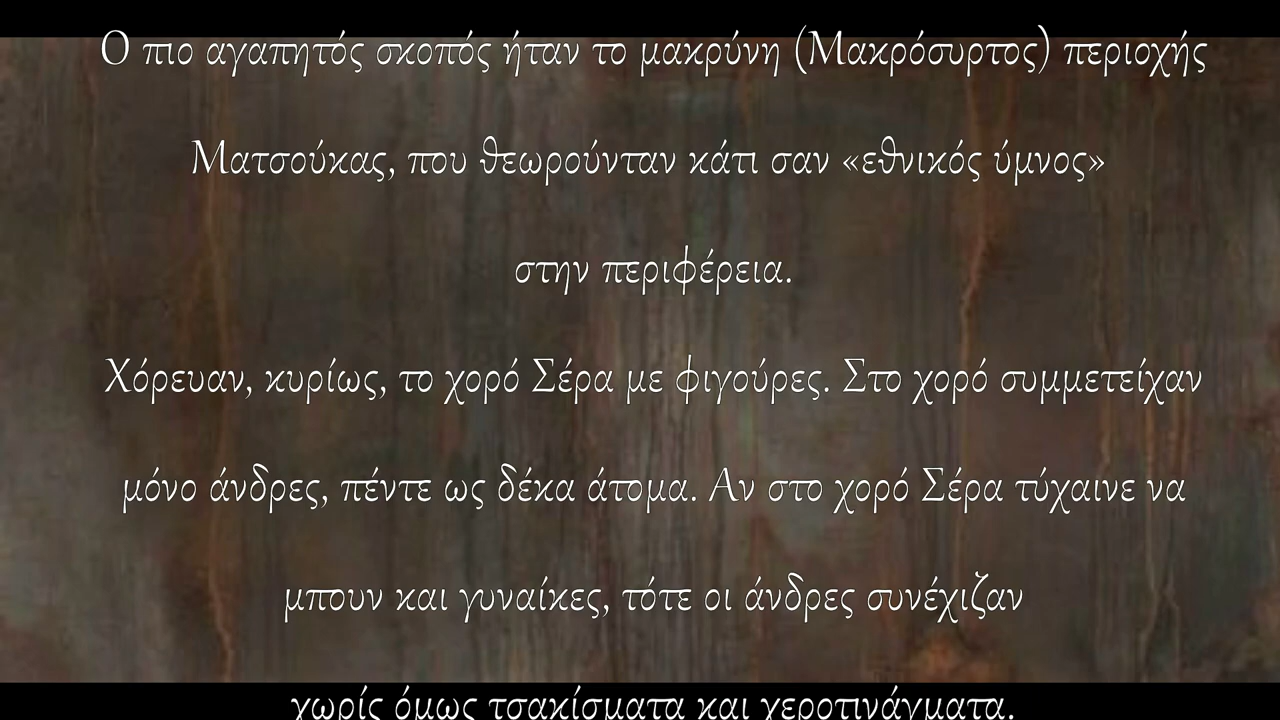 Ο πιο αγαπητός σκοπός ήταν το μακρύνη (Μακρόσυρτος) περιοχής
Ματσούκας, που θεωρούνταν κάτι σαν «εθνικός ύμνος»
στην περιφέρεια.
Χόρευαν, κυρίως, το χορό Σέρα με φιγούρες. Στο χορό συμμετείχαν
μόνο άνδρες, πέντε ως δέκα άτομα. Αν στο χορό Σέρα τύχαινε να
μπουν και γυναίκες, τότε οι άνδρες συνέχιζαν
χωρίς όμως τσακίσματα και χεροτινάγματα.